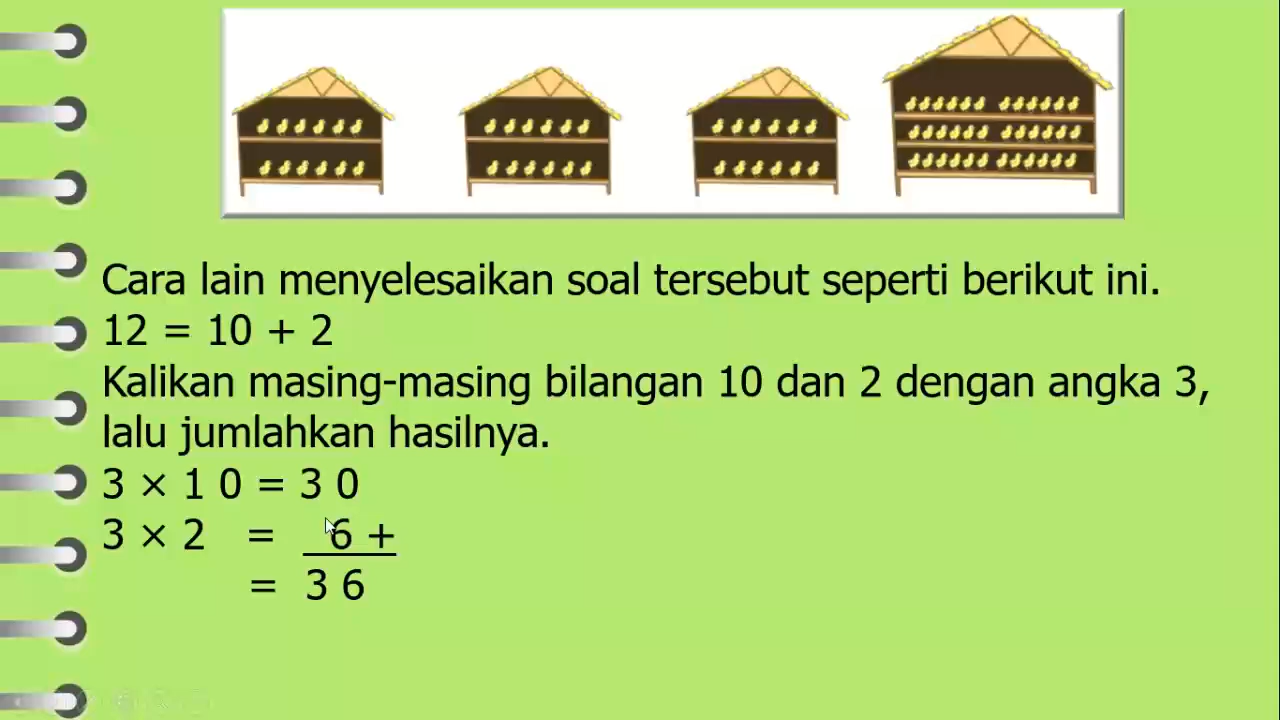 Cara lain menyelesaikan soal tersebut seperti berikut ini.
12 = 10 + 2
Kalikan masing-masing bilangan 10 dan 2 dengan angka 3,
lalu jumlahkan hasilnya.
3 × 1 0 = 3 0
3 × 2 = 6 +
= 3 6